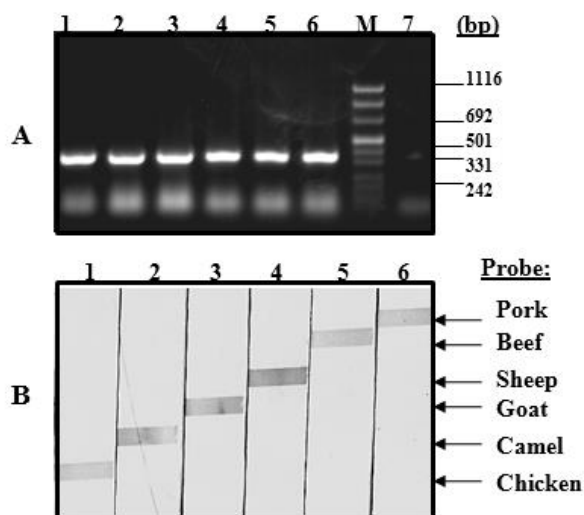 1 2 3 4 5 6 M 7 (bp)
1116
692
A
501
331
242
1 2 3 4 5 6 Probe:
Pork
Beef
Sheep
B
Goat
Camel
Chicken